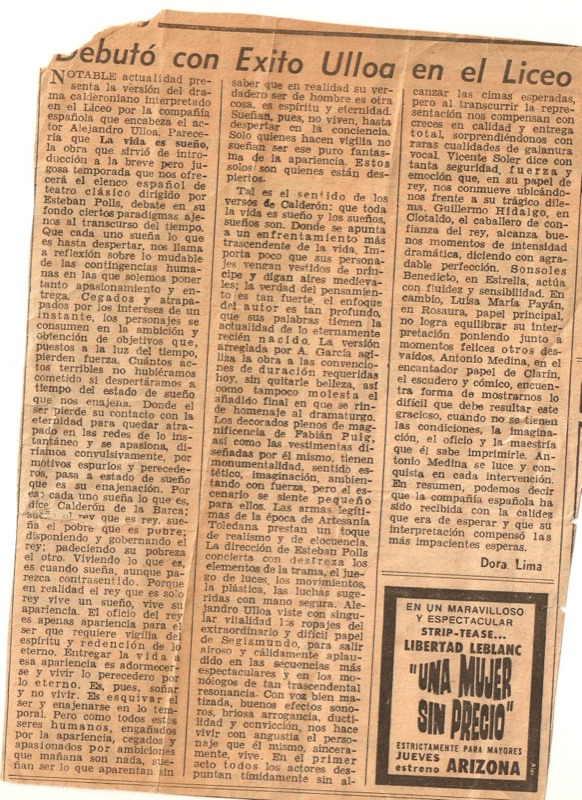 Debutó con Exito Ulloa en el Liceo
NOTABLE actualidad pre-
senta la versión del dra-
ma calderoniano interpretado
en el Liceo por la compañía
española que encabeza el ac-
tor Alejandro Ulloa. Parece-
ría que La vida es sueño,
la obra que sirvió de intro-
ducción a la breve pero ju-
gosa temporada que nos ofre-
cerá el elenco español de
teatro clásico dirigido por
Esteban Polls, debate en su
fondo ciertos paradigmas aje-
nos al transcurso del tiempo.
Que cada uno sueña lo que
es hasta despertar, nos llama
a reflexión sobre lo mudable
de las contingencias huma-
nas en las que solemos poner
tanto apasionamiento y en-
trega. Cegados y atrapa-
pados por los intereses de un
instante, los personajes se
consumen en la ambición y
obtención de objetivos que,
puestos a la luz del tiempo,
pierden fuerza. Cuántos ac-
tos terribles no hubiéramos
cometido si despertáramos a
tiempo del estado de sueño
que nos enajena. Donde el
ser pierde su contacto con la
eternidad para quedar atra-
pado en las redes de lo ins-
tantáneo y se apasiona, di-
ríamos convulsivamente, por
motivos espurios y perecede-
ros, pasa a estado de sueño
que es su enajenación. Por
eso cada uno sueña lo que es,
dice Calderón de la Barca;
sueña el rey que es rey. sue-
ña el pobre que es pobre;
disponiendo y gobernando el
rey; padeciendo su pobreza
el otro. Viviendo lo que es,
es cuando sueña, aunque pa-
rezca contrasentido. Porque
en realidad el rey que es solo
rey vive un sueño, vive su
apariencia. El oficio del rey
es apenas apariencia para el
ser que requiere vigilia del
espíritu y redención de lo
eterno. Entregar la vida a
esa apariencia es adormecer-
se y vivir lo perecedero por
lo eterno. Es, pues, soñar
y no vivir. Es esquivar el
ser y enajenarse en lo tem-
poral. Pero como todos estos
seres humanos, engañados
por la apariencia, cegados y
apasionados por ambiciones
que mañana son nada, sue-
ñan ser lo que aparentan sin
saber que en realidad su ver-
dadero ser de hombre es otra
cosa, es espíritu y eternidad.
Sueñan, pues, no viven, hasta
despertar en la conciencia.
Solo quienes hacen vigilia no
sueñan ser ese puro fantas-
ma de la apariencia. Estos
solos son quienes están des-
piertos.
Tal es el sentido de los
versos de Calderón: que toda
la vida es sueño y los sueños,
sueños son. Donde se apunta
a un enfrentamiento más
trascendente de la vida. Im-
porta poco que sus persona-
jes vengan vestidos de prín-
cipe y digan aires medieva-
les; la verdad del pensamien-
to es tan fuerte, el enfoque
del autor es tan profundo,
que sus palabras tienen la
actualidad de lo eternamente
recién nacido. La versión
arreglada por A. García agi-
liza la obra a las convencio-
nes de duración requeridas
hoy, sin quitarle belleza, así
como tampoco molesta el
añadido final en que se rin-
de homenaje al dramaturgo.
Los decorados plenos de mag-
nificencia de Fabián Puig,
así como las vestimentas di-
señadas por él mismo, tienen
monumentalidad, sentido es-
tético, imaginación, ambien-
tando con fuerza, pero el es-
cenario se siente pequeño
para ellos. Las armas legíti-
mas de la época de Artesanía
Toledana prestan un toque
de realismo y de elocuencia.
La dirección de Esteban Polls
concierta con destreza los
elementos de la trama, el jue-
go de luces, los movimientos,
la plástica, las luchas suge-
ridas con mano segura. Ale-
jandro Ulloa viste con singu-
lar vitalidad los ropajes del
extraordinario y difícil papel
de Segismundo, para salir
airoso y cálidamente aplau-
dido en las secuencias más
espectaculares y en los mo-
nólogos de tan trascendental
resonancia. Con voz bien ma-
tizada, buenos efectos sono-
ros, briosa arrogancia, ducti-
lidad y convicción, nos hace
vivir con angustia el perso-
naje que él mismo, sincera-
mente, vive. En el primer
acto todos los actores des-
puntan tímidamente sin al-
canzar las cimas esperadas,
pero al transcurrir la repre-
sentación nos compensan con
creces en calidad y entrega
total, sorprendiéndonos con
raras cualidades de galanura
vocal. Vicente Soler dice con
tanta seguridad, fuerza y
emoción que, en su papel de
rey, nos conmueve ubicándo-
nos frente a su trágico dile-
ma. Guillermo Hidalgo, en
Clotaldo, el caballero de con-
fianza del rey, alcanza bue-
nos momentos de intensidad
dramática, diciendo con agra-
dable perfección. Sonsoles
Benedicto, en Estrella, actúa
con fluidez y sensibilidad. En
cambio, Luisa María Payán,
en Rosaura, papel principal,
no logra equilibrar su inter-
pretación poniendo junto a
momentos felices otros des-
vaídos. Antonio Medina, en el
encantador papel de Clarín,
el escudero y cómico, encuen-
tra forma de mostrarnos lo
difícil que debe resultar este
gracioso, cuando no se tienen
las condiciones, la imagina-
ción, el oficio y la maestría
que él sabe imprimirle. An-
tonio Medina se luce y con-
quista en cada intervención.
En resumen, podemos decir
que la compañía española ha
sido recibida con la calidez
que era de esperar y que su
interpretación compensó las
más impacientes esperas.
Dora Lima
EN UN MARAVILLOSO
Y ESPECTACULAR
STRIP-TEASE...
LIBERTAD LEBLANC
"UNA MUJER
SIN PRECIO"
ESTRICTAMENTE PARA MAYORES
JUEVES
estreno ARIZONA